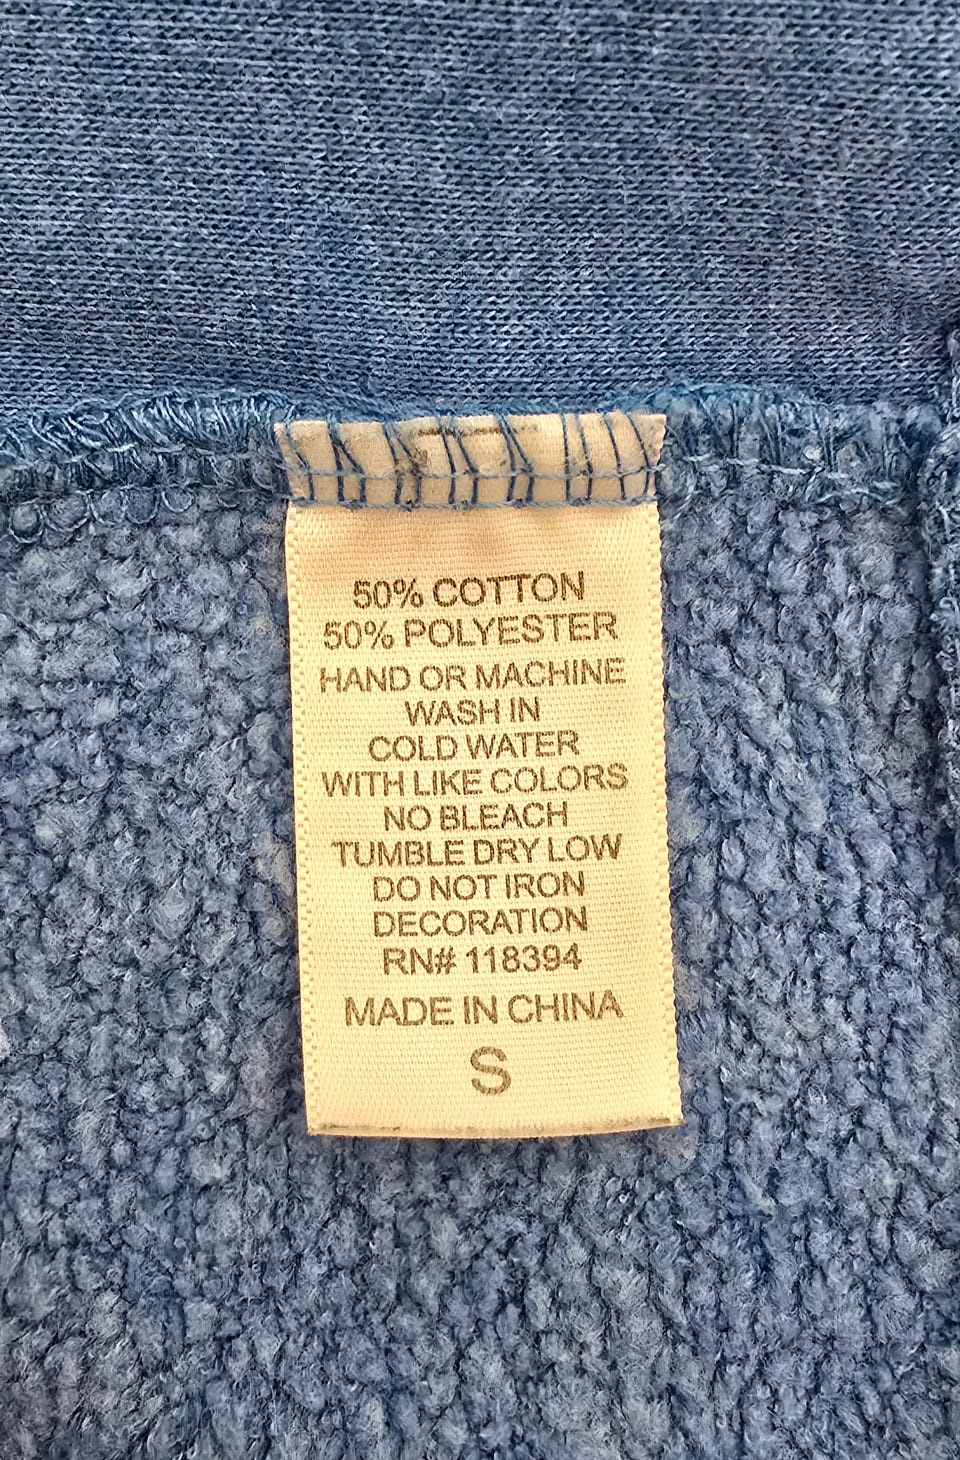 50% COTTON
50% POLYESTER
HAND OR MACHINE
WASH IN
COLD WATER
WITH LIKE COLORS
NO BLEACH
TUMBLE DRY LOW
DO NOT IRON
DECORATION
RN# 118394
MADE IN CHINA
S